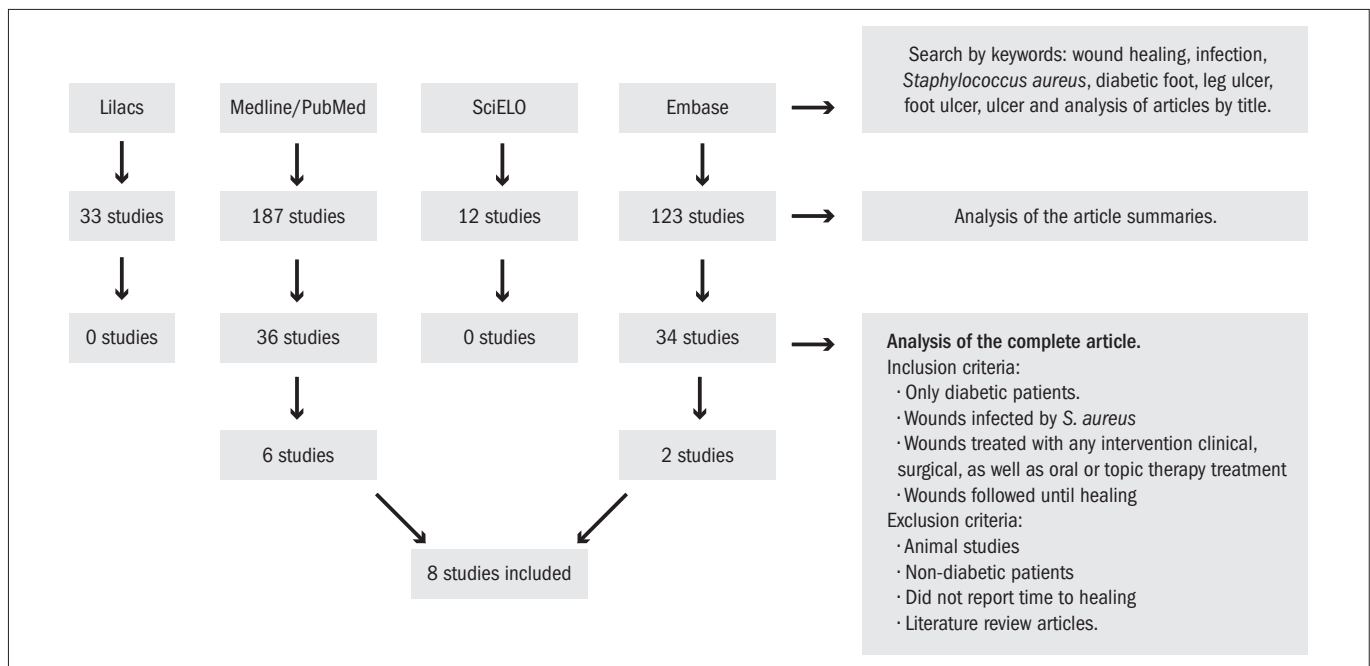 Lilacs
Medline/PubMed
SciELO
Embase
Search by keywords: wound healing, infection,
Staphylococcus aureus, diabetic foot, leg ulcer,
foot ulcer, ulcer and analysis of articles by title.
33 studies
187 studies
12 studies
123 studies
Analysis of the article summaries.
0 studies
36 studies
0 studies
34 studies
Analysis of the complete article.
Inclusion criteria:
· Only diabetic patients.
· Wounds infected by S. aureus
· Wounds treated with any intervention clinical,
surgical, as well as oral or topic therapy treatment
· Wounds followed until healing
Exclusion criteria:
· Animal studies
· Non-diabetic patients
· Did not report time to healing
· Literature review articles.
6 studies
2 studies
8 studies included